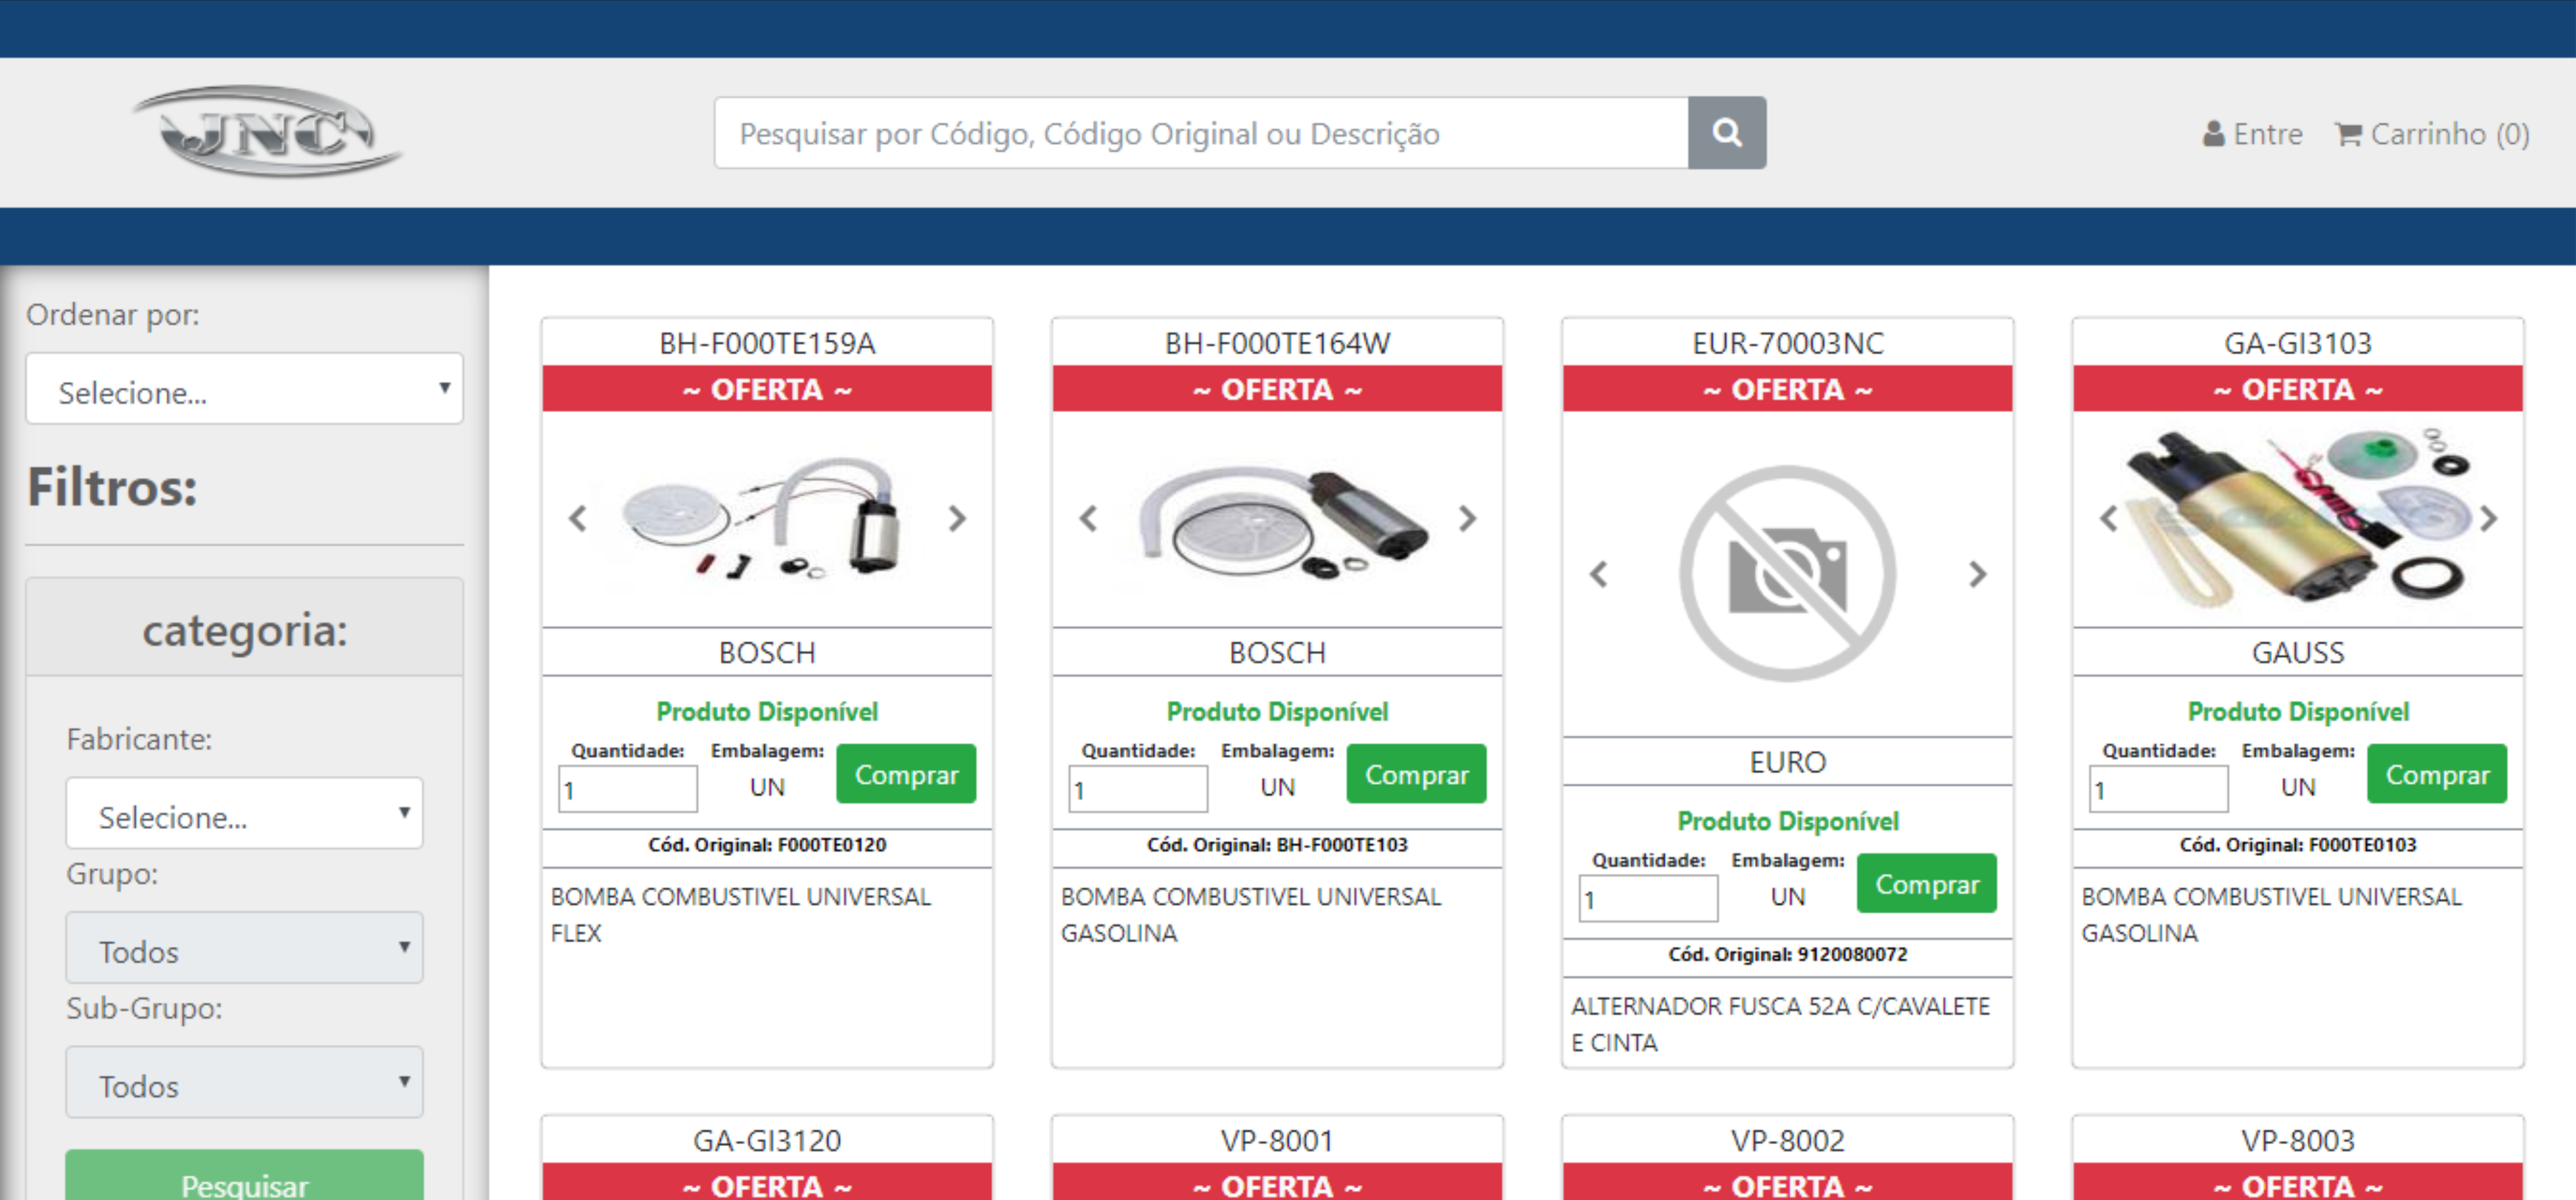 JNC
Pesquisar por Código, Código Original ou Descrição
Entre
Carrinho (0)
Ordenar por:
Selecione...
Filtros:
categoria:
Fabricante:
Selecione...
Grupo:
Todos
Sub-Grupo:
Todos
Pesquisar
BH-F000TE159A
~ OFERTA ~
BOSCH
Produto Disponível
Quantidade: Embalagem:
1 UN Comprar
Cód. Original: F000TE0120
BOMBA COMBUSTIVEL UNIVERSAL
FLEX
BH-F000TE164W
~ OFERTA ~
BOSCH
Produto Disponível
Quantidade: Embalagem:
1 UN Comprar
Cód. Original: BH-F000TE103
BOMBA COMBUSTIVEL UNIVERSAL
GASOLINA
EUR-70003NC
~ OFERTA ~
EURO
Produto Disponível
Quantidade: Embalagem:
1 UN Comprar
Cód. Original: 9120080072
ALTERNADOR FUSCA 52A C/CAVALETE
E CINTA
GA-GI3103
~ OFERTA ~
GAUSS
Produto Disponível
Quantidade: Embalagem:
1 UN Comprar
Cód. Original: F000TE0103
BOMBA COMBUSTIVEL UNIVERSAL
GASOLINA
GA-GI3120
~ OFERTA ~
VP-8001
~ OFERTA ~
VP-8002
~ OFERTA ~
VP-8003
~ OFERTA ~